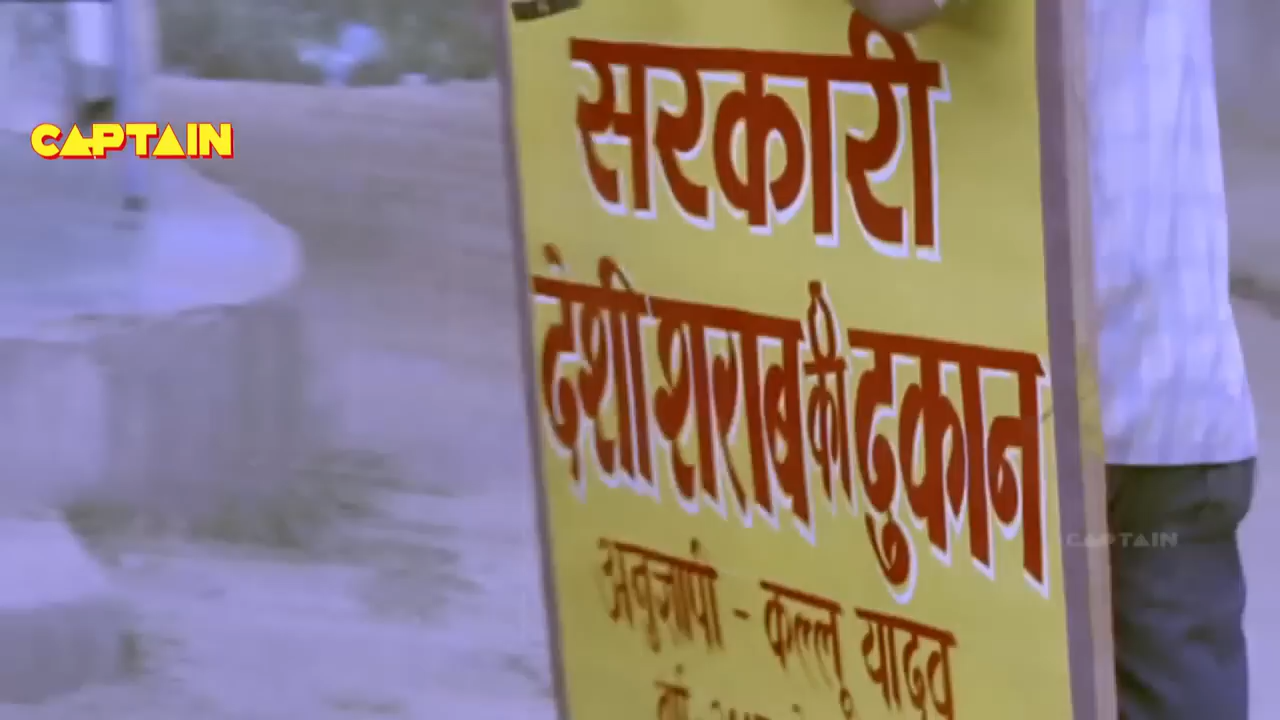 CAPTAIN
सरकारी
देशी शराब की दुकान
अनुज्ञापी - कल्लू यादव
CAPTAIN